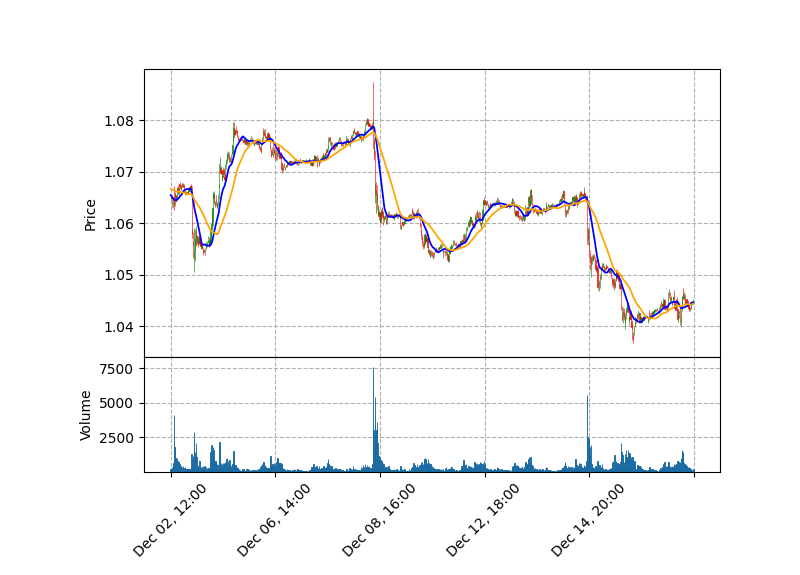 1.08
1.07
1.06
1.05
1.04
Price
7500
5000
2500
Volume
Dec 02, 12:00
Dec 06, 14:00
Dec 08, 16:00
Dec 12, 18:00
Dec 14, 20:00